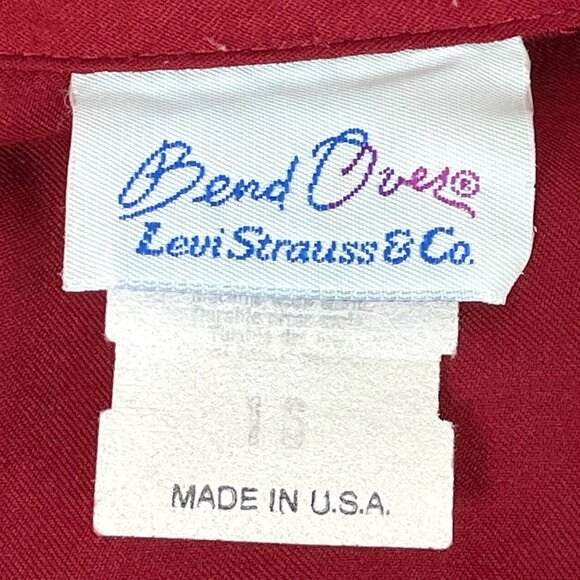 Bend Over®
Levi Strauss & Co.
16
MADE IN U.S.A.